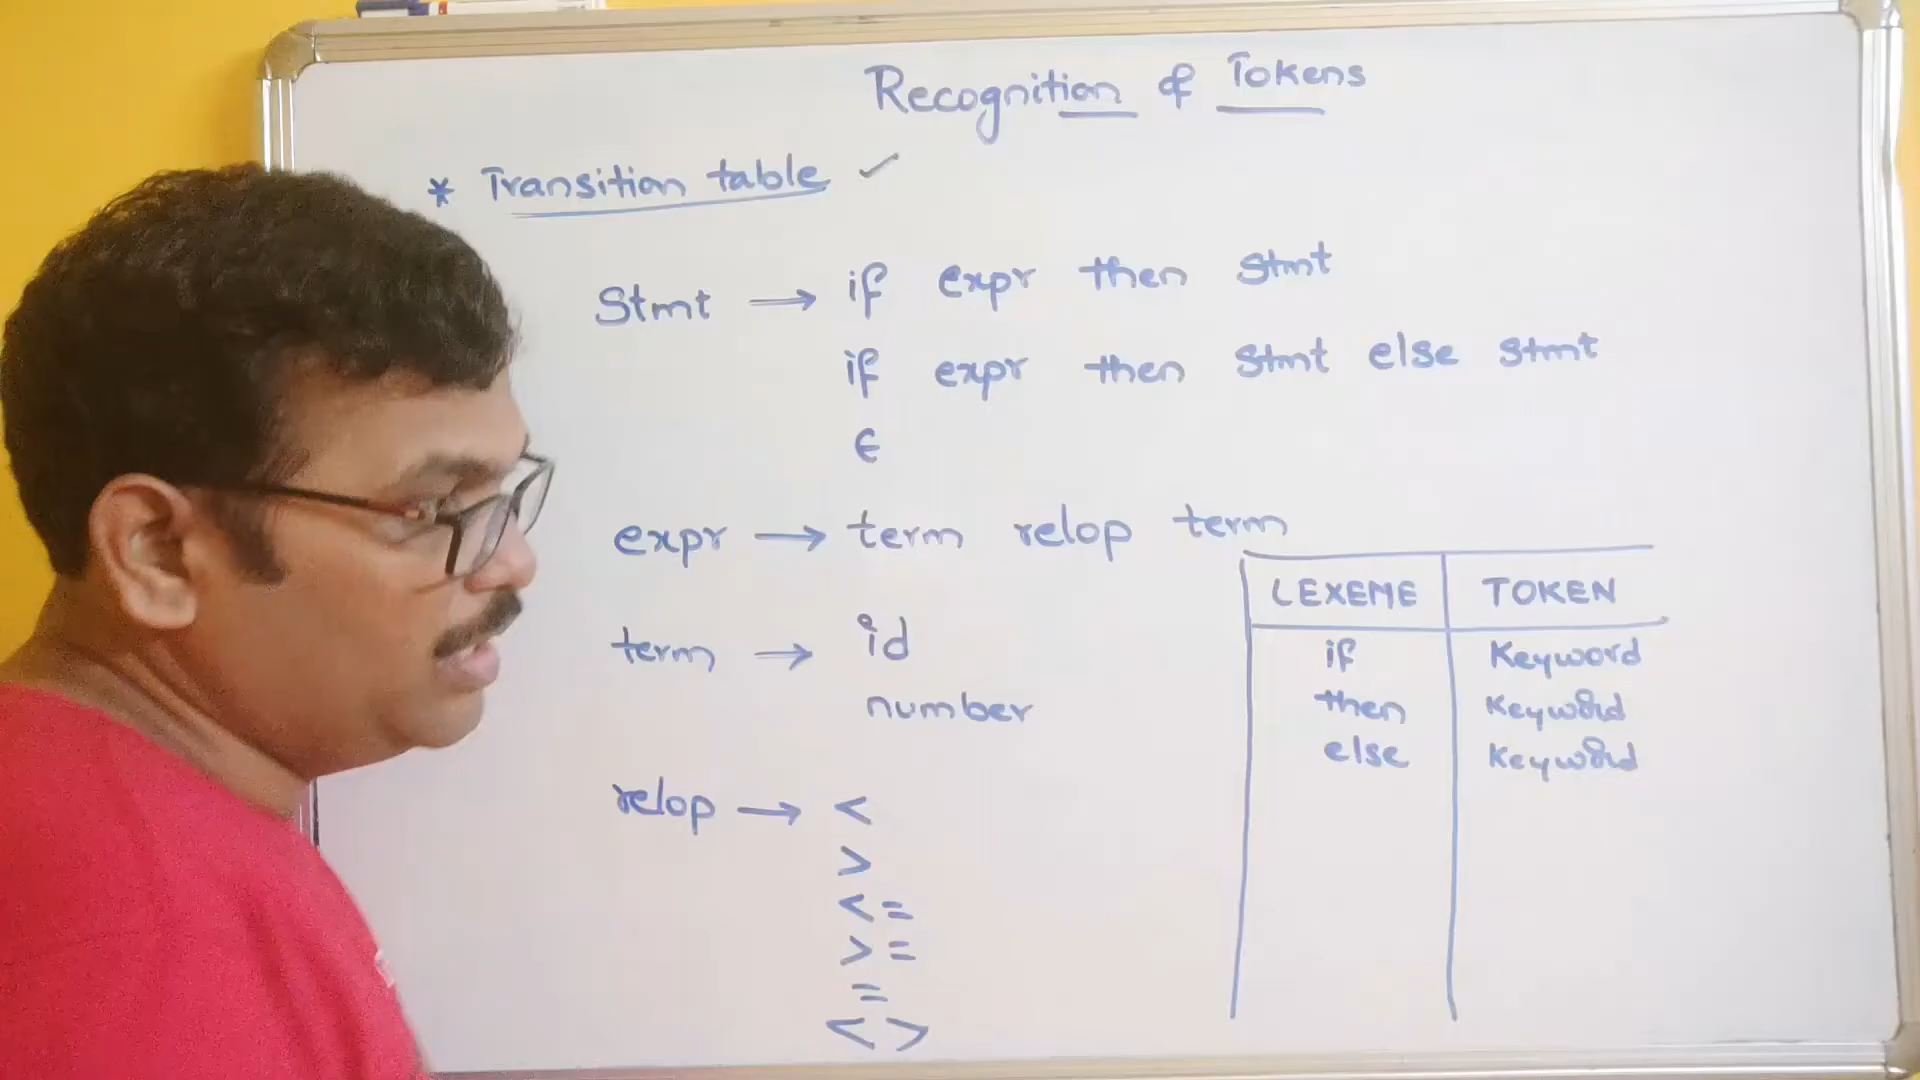 Recognition of Tokens
* Transition table ✓
Stmt → if expr then stmt
if expr then stmt else stmt
ϵ
expr → term relop term
term → id
number
relop → <
>
<=
>=
=
<>
LEXEME TOKEN
if Keyword
then Keyword
else Keyword